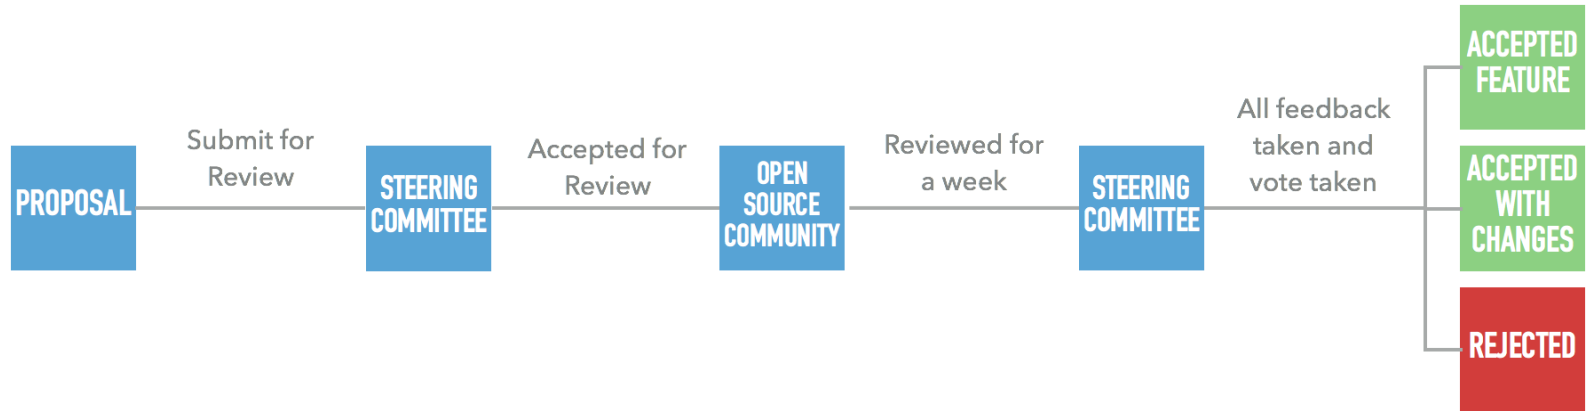 PROPOSAL
Submit for
Review
STEERING
COMMITTEE
Accepted for
Review
OPEN
SOURCE
COMMUNITY
Reviewed for
a week
STEERING
COMMITTEE
All feedback
taken and
vote taken
ACCEPTED
FEATURE
ACCEPTED
WITH
CHANGES
REJECTED